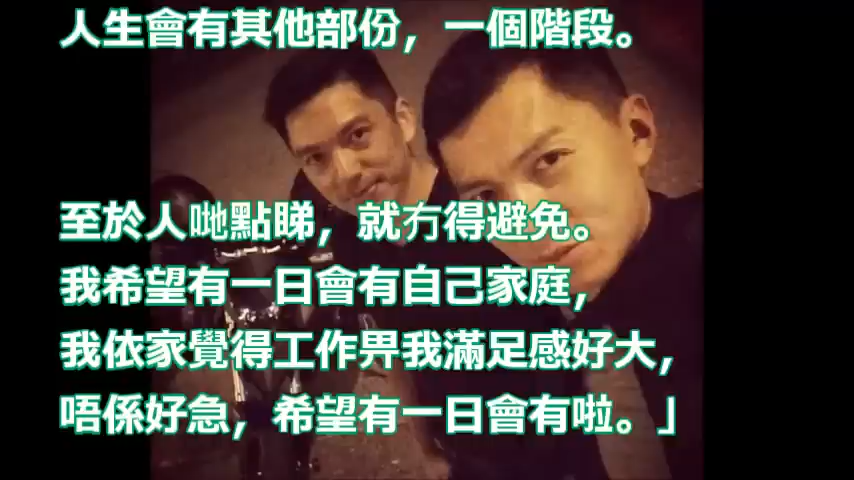 人生會有其他部份，一個階段。
至於人哋點睇，就冇得避免。
我希望有一日會有自己家庭，
我依家覺得工作畀我滿足感好大，
唔係好急，希望有一日會有啦。」